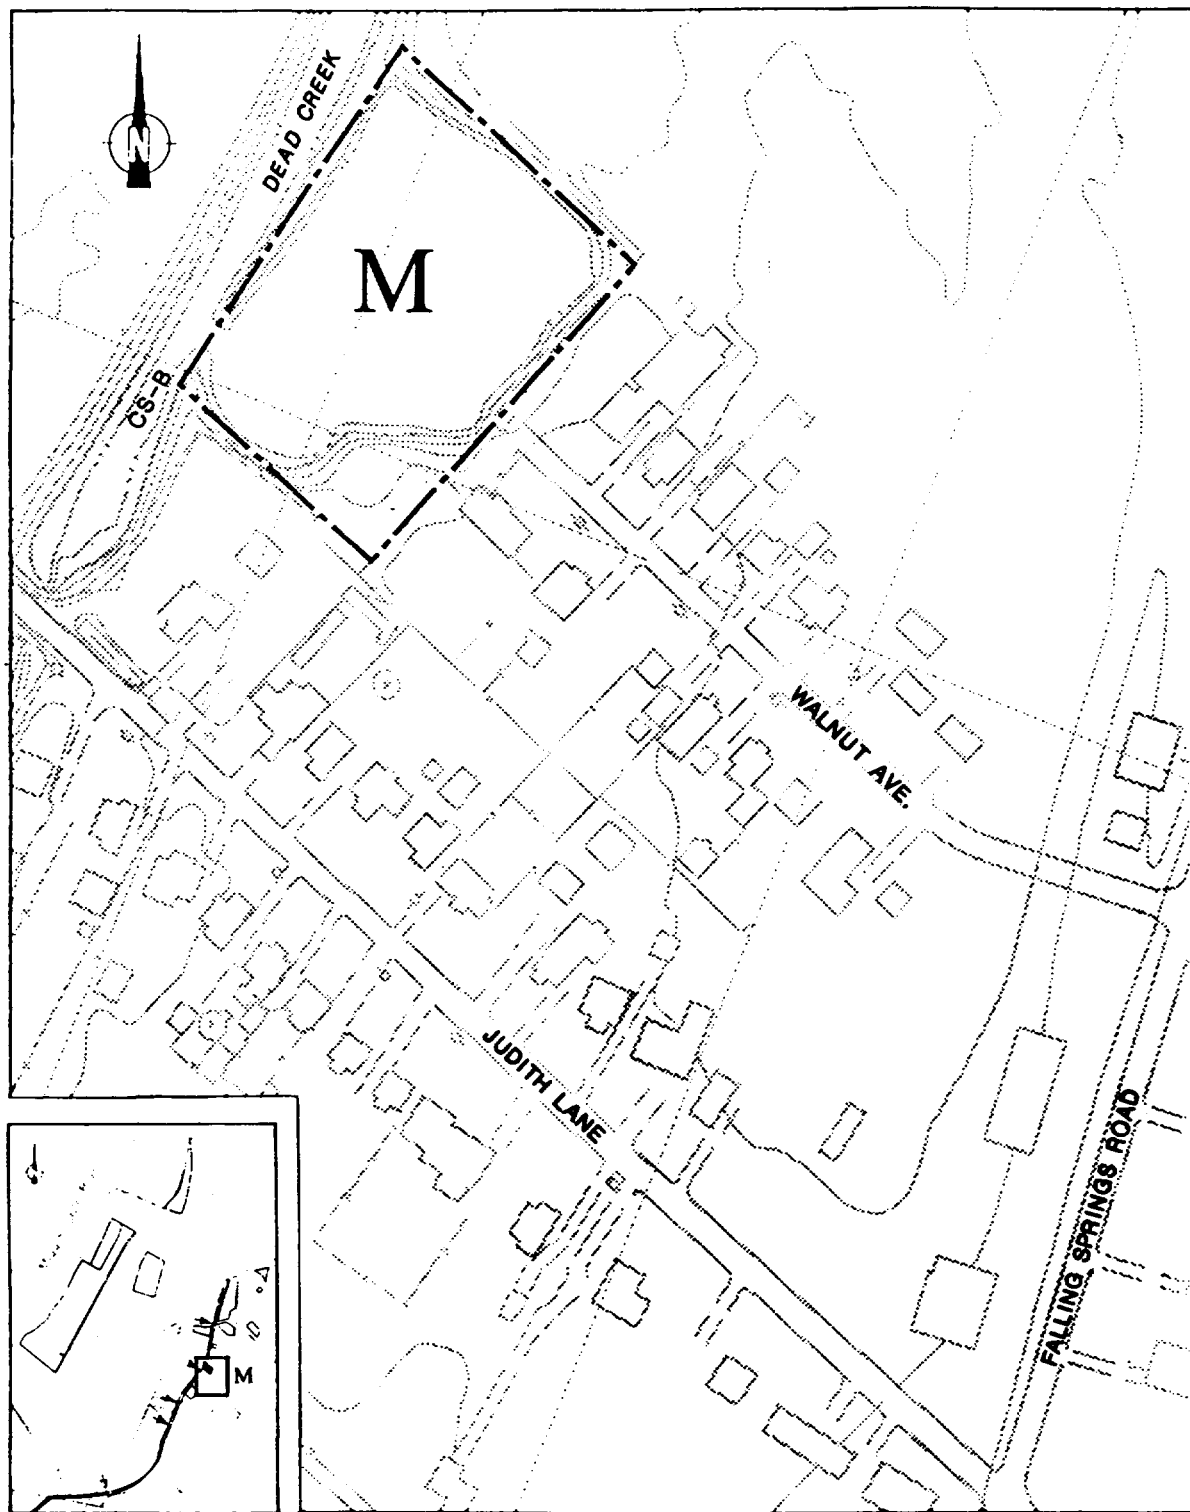 N
DEAD CREEK
M
CS-B
WALNUT AVE.
JUDITH LANE
FALLING SPRINGS ROAD
M